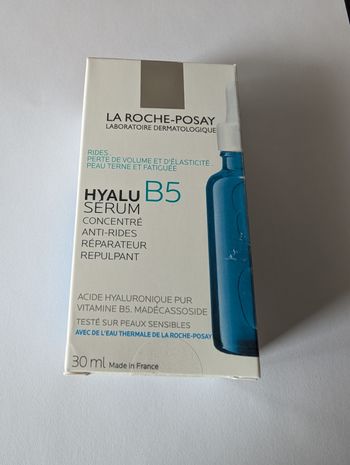 LA ROCHE-POSAY
LABORATOIRE DERMATOLOGIQUE
RIDES
PERTE DE VOLUME ET D'ÉLASTICITÉ
PEAU TERNE ET FATIGUÉE
HYALU B5
SÉRUM
CONCENTRÉ
ANTI-RIDES
RÉPARATEUR
REPULPANT
ACIDE HYALURONIQUE PUR
VITAMINE B5. MADÉCASSOSIDE
TESTÉ SUR PEAUX SENSIBLES
AVEC DE L'EAU THERMALE DE LA ROCHE-POSAY
30 ml Made in France